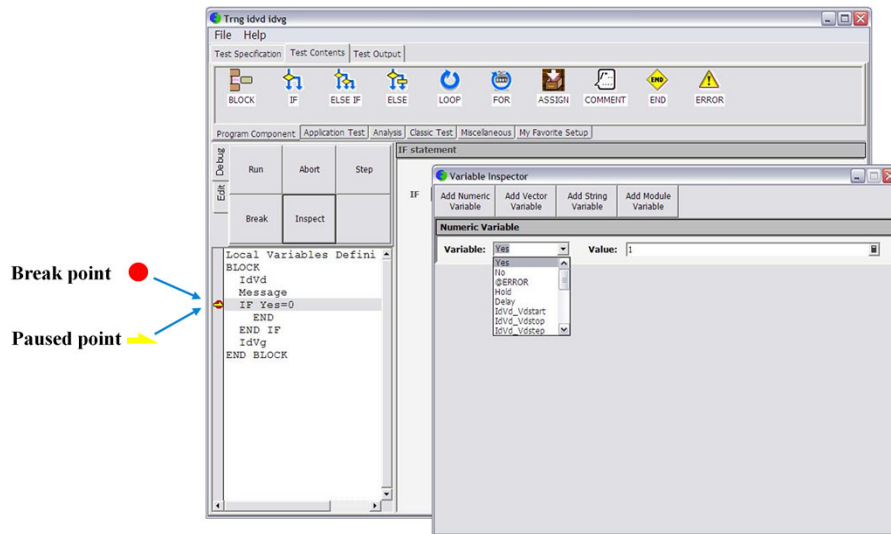 Trng idvd idvg
File Help
Test Specification Test Contents Test Output
BLOCK IF ELSE IF ELSE LOOP FOR ASSIGN COMMENT END ERROR
END
Program Component Application Test Analysis Classic Test Miscellaneous My Favorite Setup
Debug
Edit
Run Abort Step
Break Inspect
IF statement
IF
Local Variables Defini
BLOCK
IdVd
Message
IF Yes=0
END
END IF
IdVg
END BLOCK
Break point
Paused point
Variable Inspector
Add Numeric Variable
Add Vector Variable
Add String Variable
Add Module Variable
Numeric Variable
Variable: Yes Value: 1
Yes
No
@ERROR
Hold
Delay
IdVd_Vdstart
IdVd_Vdstop
IdVd_Vdstep